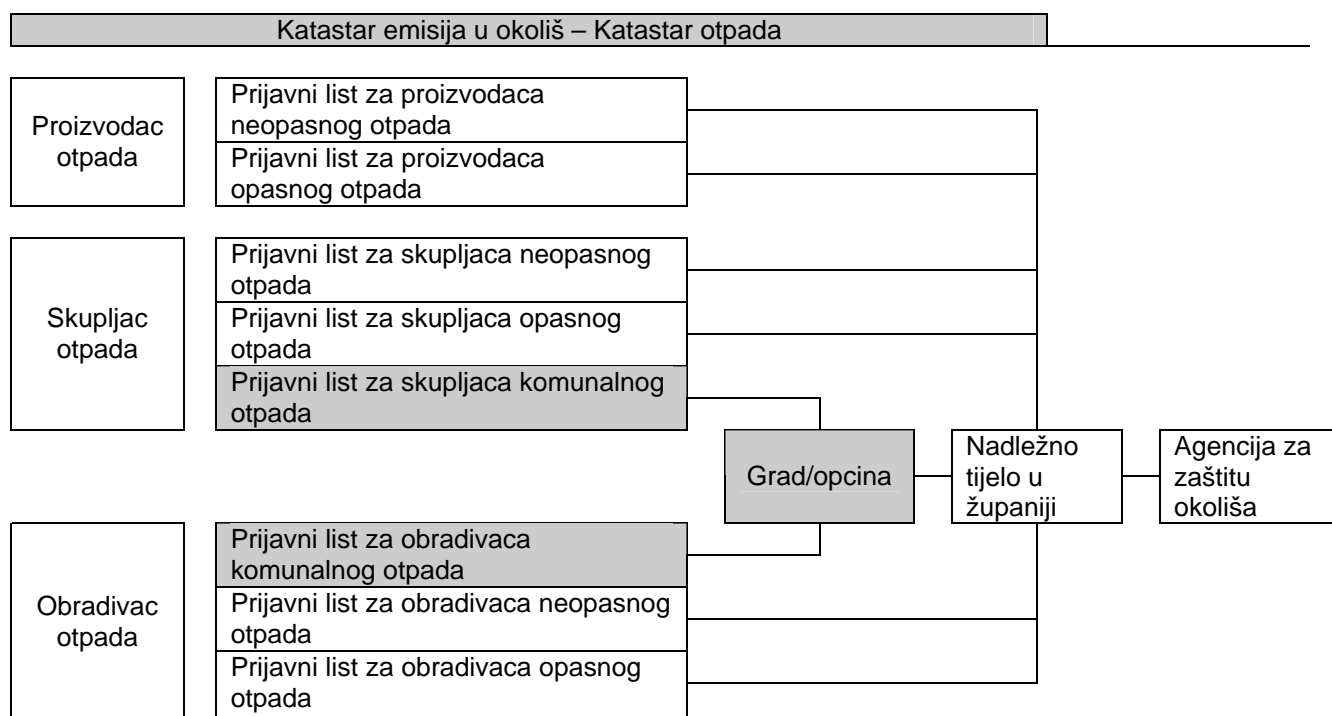 Katastar emisija u okoliš – Katastar otpada
Proizvodac
otpada
Prijavni list za proizvodaca
neopasnog otpada
Prijavni list za proizvodaca
opasnog otpada
Skupljac
otpada
Prijavni list za skupljaca neopasnog
otpada
Prijavni list za skupljaca opasnog
otpada
Prijavni list za skupljaca komunalnog
otpada
Grad/opcina
Nadležno
tijelo u
županiji
Agencija za
zaštitu
okoliša
Obradivac
otpada
Prijavni list za obradivaca
komunalnog otpada
Prijavni list za obradivaca neopasnog
otpada
Prijavni list za obradivaca opasnog
otpada